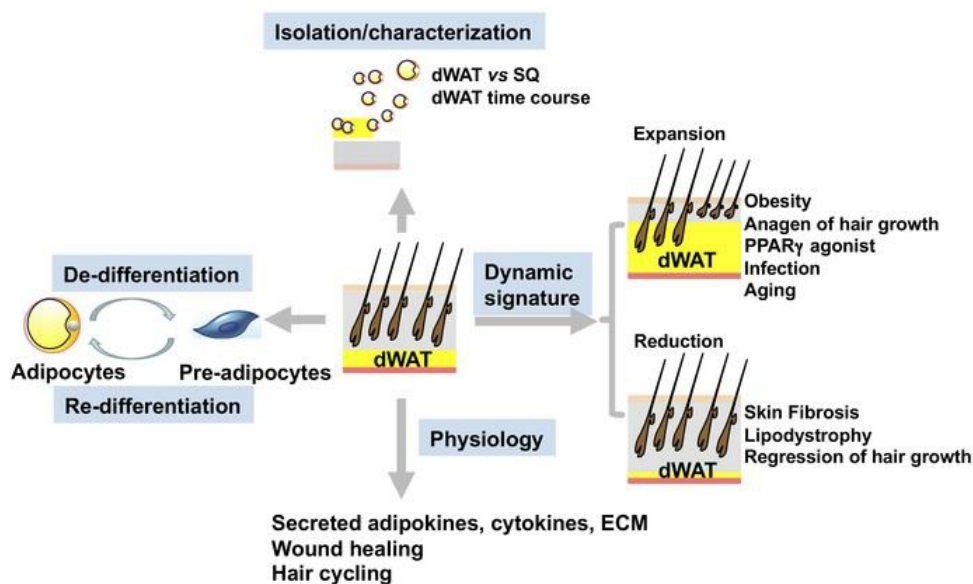 Isolation/characterization
dWAT vs SQ
dWAT time course
Expansion
Obesity
Anagen of hair growth
PPARγ agonist
Infection
Aging
dWAT
De-differentiation
Adipocytes
Pre-adipocytes
Re-differentiation
dWAT
Dynamic
signature
Reduction
Skin Fibrosis
Lipodystrophy
Regression of hair growth
dWAT
Physiology
Secreted adipokines, cytokines, ECM
Wound healing
Hair cycling